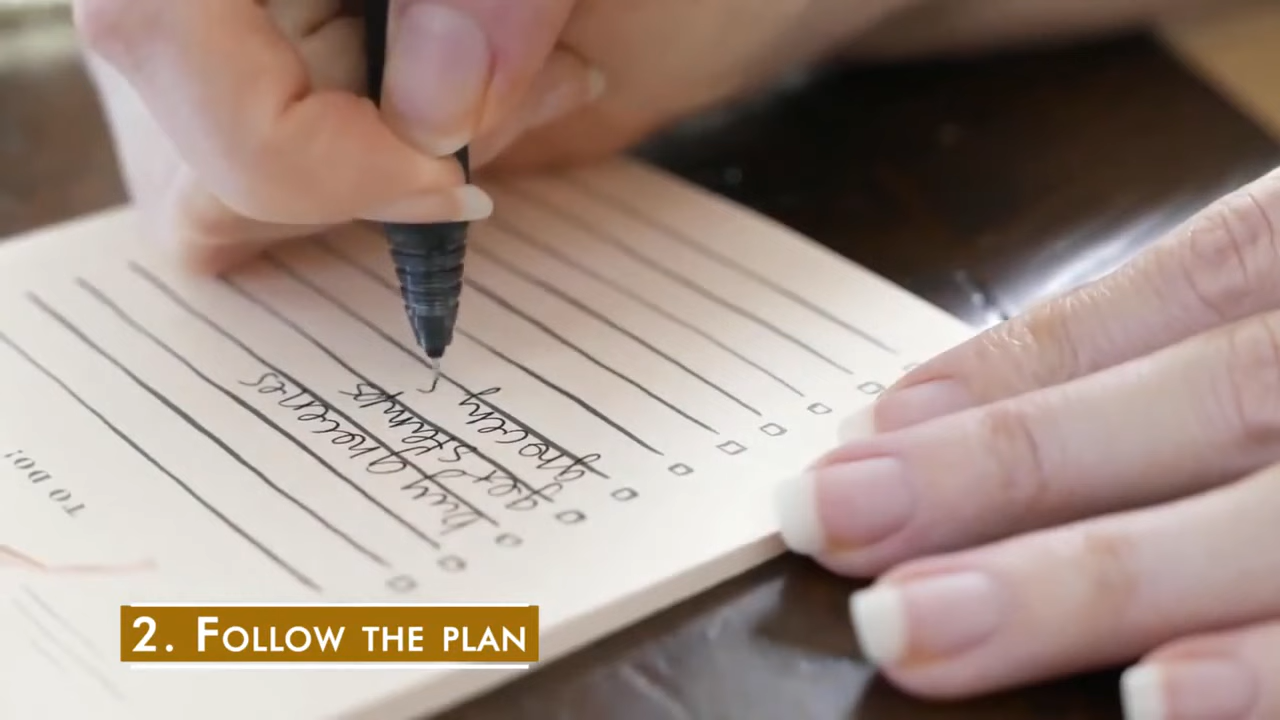 TO DO!
buy groceries
get stamps
grocery
2. FOLLOW THE PLAN